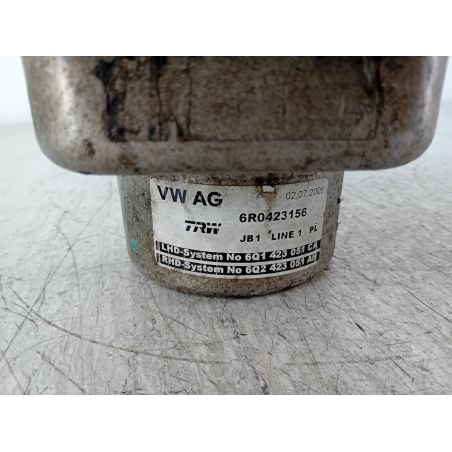 VW AG 02.07.2008
6R0423156
TRW JB1 LINE 1 PL
LHD-System No 6Q1 423 051 CA
RHD-System No 6Q2 423 051 AH